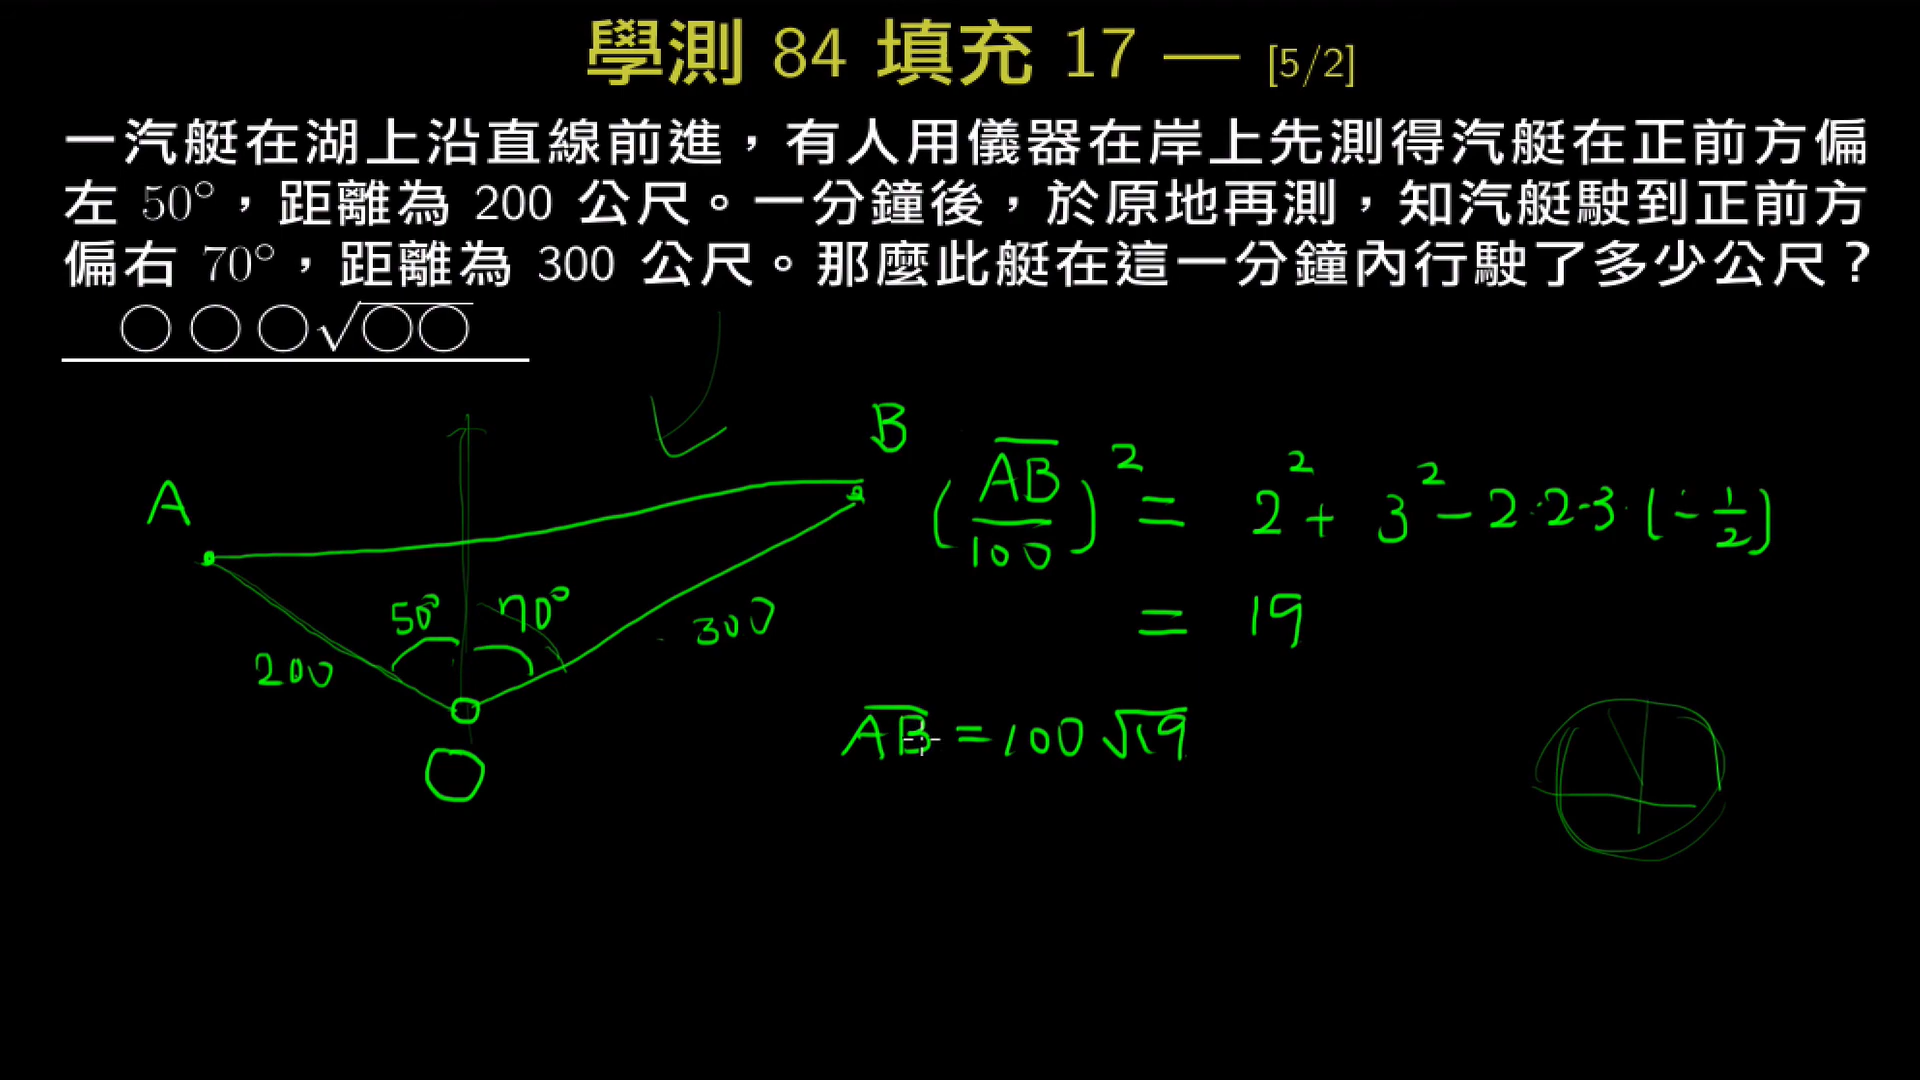 學測 84 填充 17 — [5/2]
一汽艇在湖上沿直線前進，有人用儀器在岸上先測得汽艇在正前方偏
左 50°，距離為 200 公尺。一分鐘後，於原地再測，知汽艇駛到正前方
偏右 70°，距離為 300 公尺。那麼此艇在這一分鐘內行駛了多少公尺？
○○○√○○
A
B
50°
70°
200
300
O
(AB/100)² = 2² + 3² - 2·2·3·(-1/2)
= 19
AB = 100√19